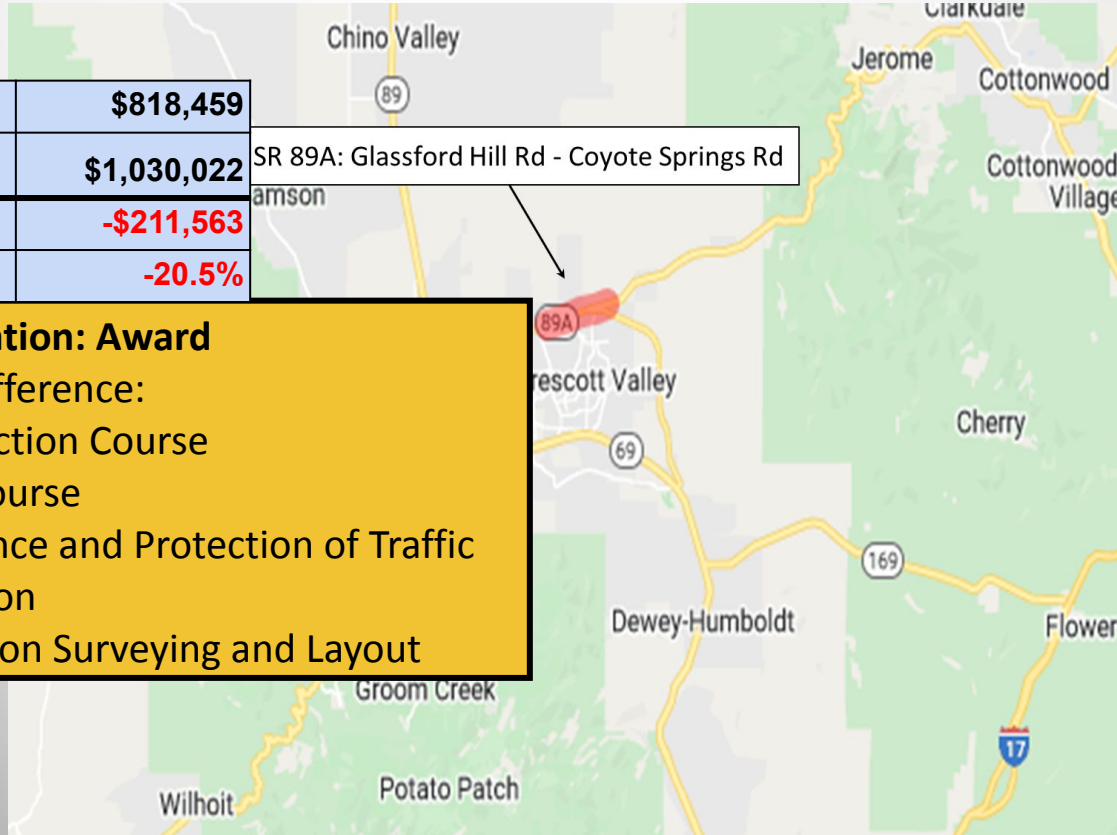 $818,459
$1,030,022
-$211,563
-20.5%
SR 89A: Glassford Hill Rd - Coyote Springs Rd
ation: Award
fference:
ction Course
ourse
nce and Protection of Traffic
on
on Surveying and Layout
Clarkdale
Chino Valley
Jerome
89
Cottonwood
Cottonwood
Village
amson
89A
rescott Valley
Cherry
69
169
Dewey-Humboldt
Flower
Groom Creek
17
Potato Patch
Wilhoit